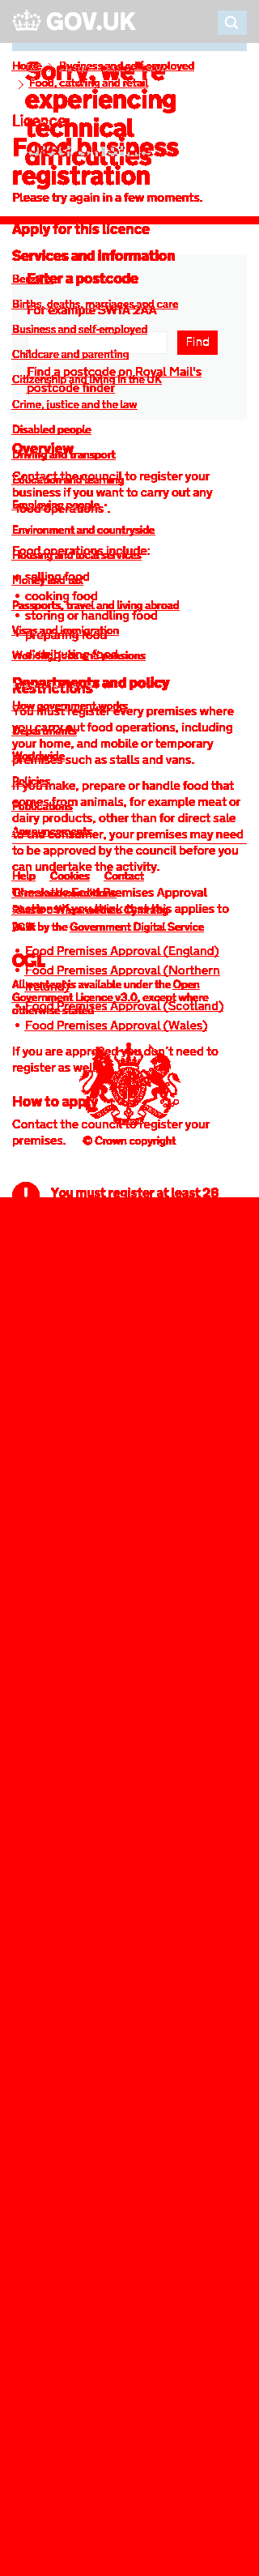 GOV.UK
Home
Business and self-employed
Food, catering and retail
Sorry, we're
experiencing
technical
difficulties
Licence
Food business
registration
Please try again in a few moments.
Apply for this licence
Services and information
Enter a postcode
Births, deaths, marriages and care
For example SW1A 2AA
Business and self-employed
Find
Childcare and parenting
Find a postcode on Royal Mail's
postcode finder
Citizenship and living in the UK
Crime, justice and the law
Disabled people
Driving and transport
Overview
Contact the council to register your
business if you want to carry out any
'food operations'.
Education and learning
Employing people
Environment and countryside
Food operations include:
Housing and local services
Money and tax
selling food
cooking food
Passports, travel and living abroad
storing or handling food
Visas and immigration
preparing food
distributing food
Working, jobs and pensions
Departments and policy
Restrictions
How government works
You must register every premises where
you carry out food operations, including
your home, and mobile or temporary
premises such as stalls and vans.
Departments
Worldwide
Policies
Publications
Announcements
If you make, prepare or handle food that
comes from animals, for example meat or
dairy products, other than for direct sale
to the consumer, your premises may need
to be approved by the council before you
can undertake the activity.
Help
Cookies
Contact
Check the Food Premises Approval
sections if you think that this applies to
Built by the Government Digital Service
Food Premises Approval (England)
Food Premises Approval (Northern
Ireland)
Food Premises Approval (Scotland)
Food Premises Approval (Wales)
OGL
All content is available under the Open
Government Licence v3.0, except where
otherwise stated
If you are approved you don't need to
register as well.
How to apply
Contact the council to register your
premises.
© Crown copyright
You must register at least 28